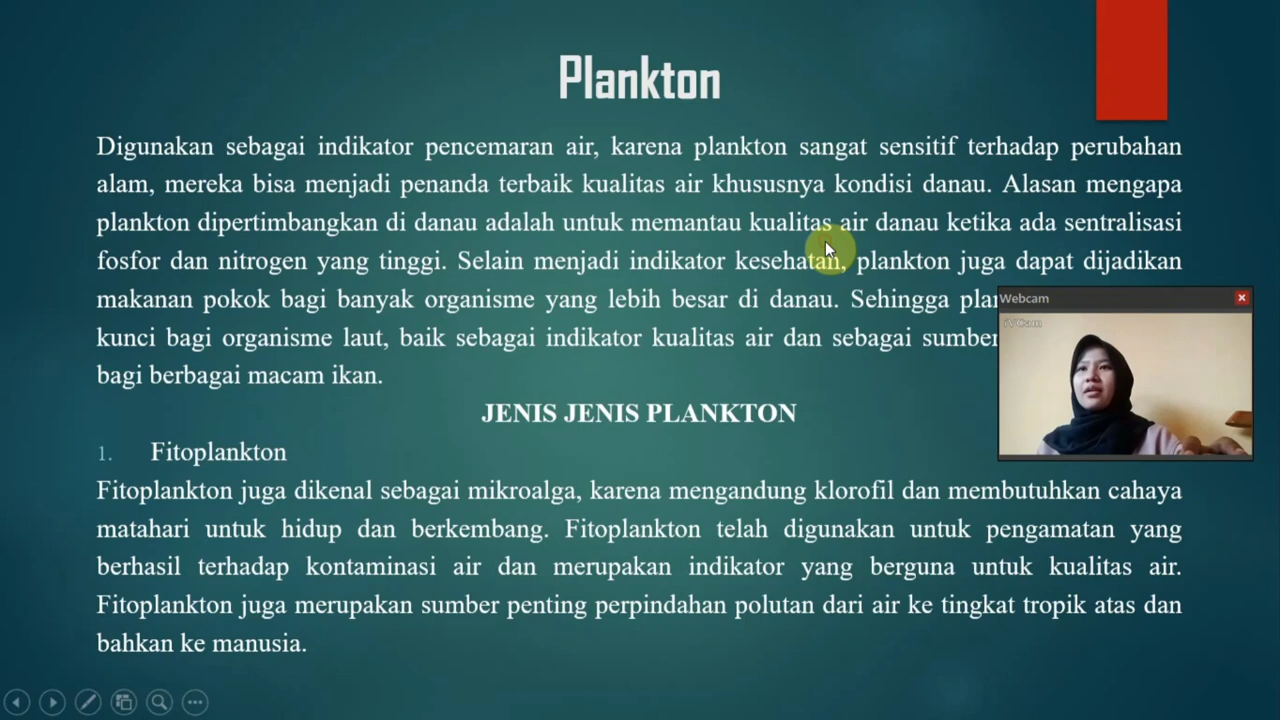 Plankton
Digunakan sebagai indikator pencemaran air, karena plankton sangat sensitif terhadap perubahan
alam, mereka bisa menjadi penanda terbaik kualitas air khususnya kondisi danau. Alasan mengapa
plankton dipertimbangkan di danau adalah untuk memantau kualitas air danau ketika ada sentralisasi
fosfor dan nitrogen yang tinggi. Selain menjadi indikator kesehatan, plankton juga dapat dijadikan
makanan pokok bagi banyak organisme yang lebih besar di danau. Sehingga
kunci bagi organisme laut, baik sebagai indikator kualitas air dan sebagai sumber
bagi berbagai macam ikan.
Webcam
iVCam
JENIS JENIS PLANKTON
1. Fitoplankton
Fitoplankton juga dikenal sebagai mikroalga, karena mengandung klorofil dan membutuhkan cahaya
matahari untuk hidup dan berkembang. Fitoplankton telah digunakan untuk pengamatan yang
berhasil terhadap kontaminasi air dan merupakan indikator yang berguna untuk kualitas air.
Fitoplankton juga merupakan sumber penting perpindahan polutan dari air ke tingkat tropik atas dan
bahkan ke manusia.